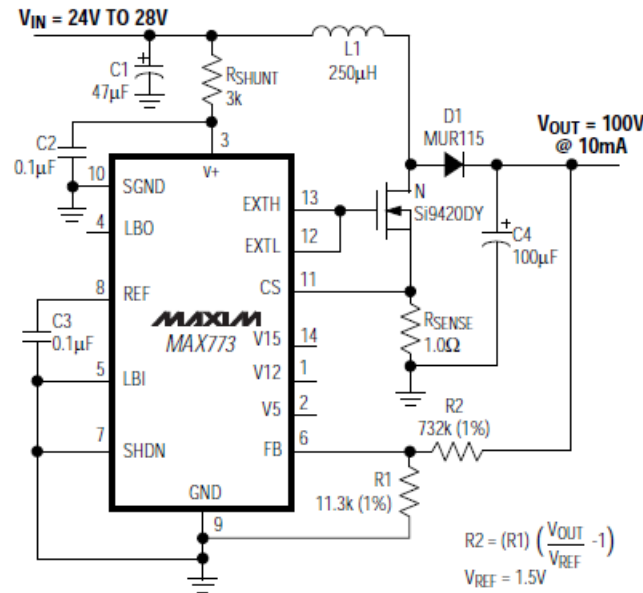 VIN = 24V TO 28V
C1
47µF
RSHUNT
3k
L1
250µH
D1
MUR115
VOUT = 100V
@ 10mA
C2
0.1µF
3
V+
10
SGND
4
LBO
8
REF
C3
0.1µF
5
LBI
7
SHDN
GND
9
MAXIM
MAX773
EXTH
13
EXTL
12
CS
11
V15
14
V12
1
V5
2
FB
6
N
Si9420DY
C4
100µF
RSENSE
1.0Ω
R2
732k (1%)
R1
11.3k (1%)
R2 = (R1) (VOUT/VREF -1)
VREF = 1.5V